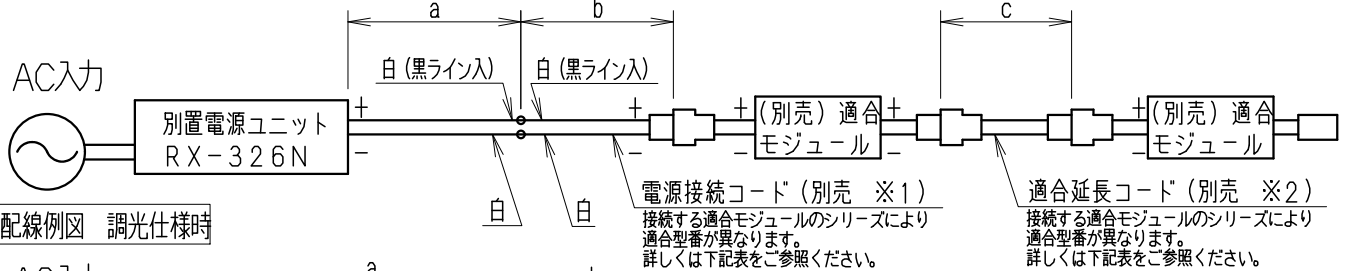 a b c
白(黒ライン入) 白(黒ライン入)
AC入力
別置電源ユニット
RX-326N
+
-
+
-
+
-
(別売)適合
モジュール
+
-
+
-
(別売)適合
モジュール
白 白
電源接続コード(別売 ※1)
接続する適合モジュールのシリーズにより
適合型番が異なります。
詳しくは下記表をご参照ください。
適合延長コード(別売 ※2)
接続する適合モジュールのシリーズにより
適合型番が異なります。
詳しくは下記表をご参照ください。
配線例図 調光仕様時
a